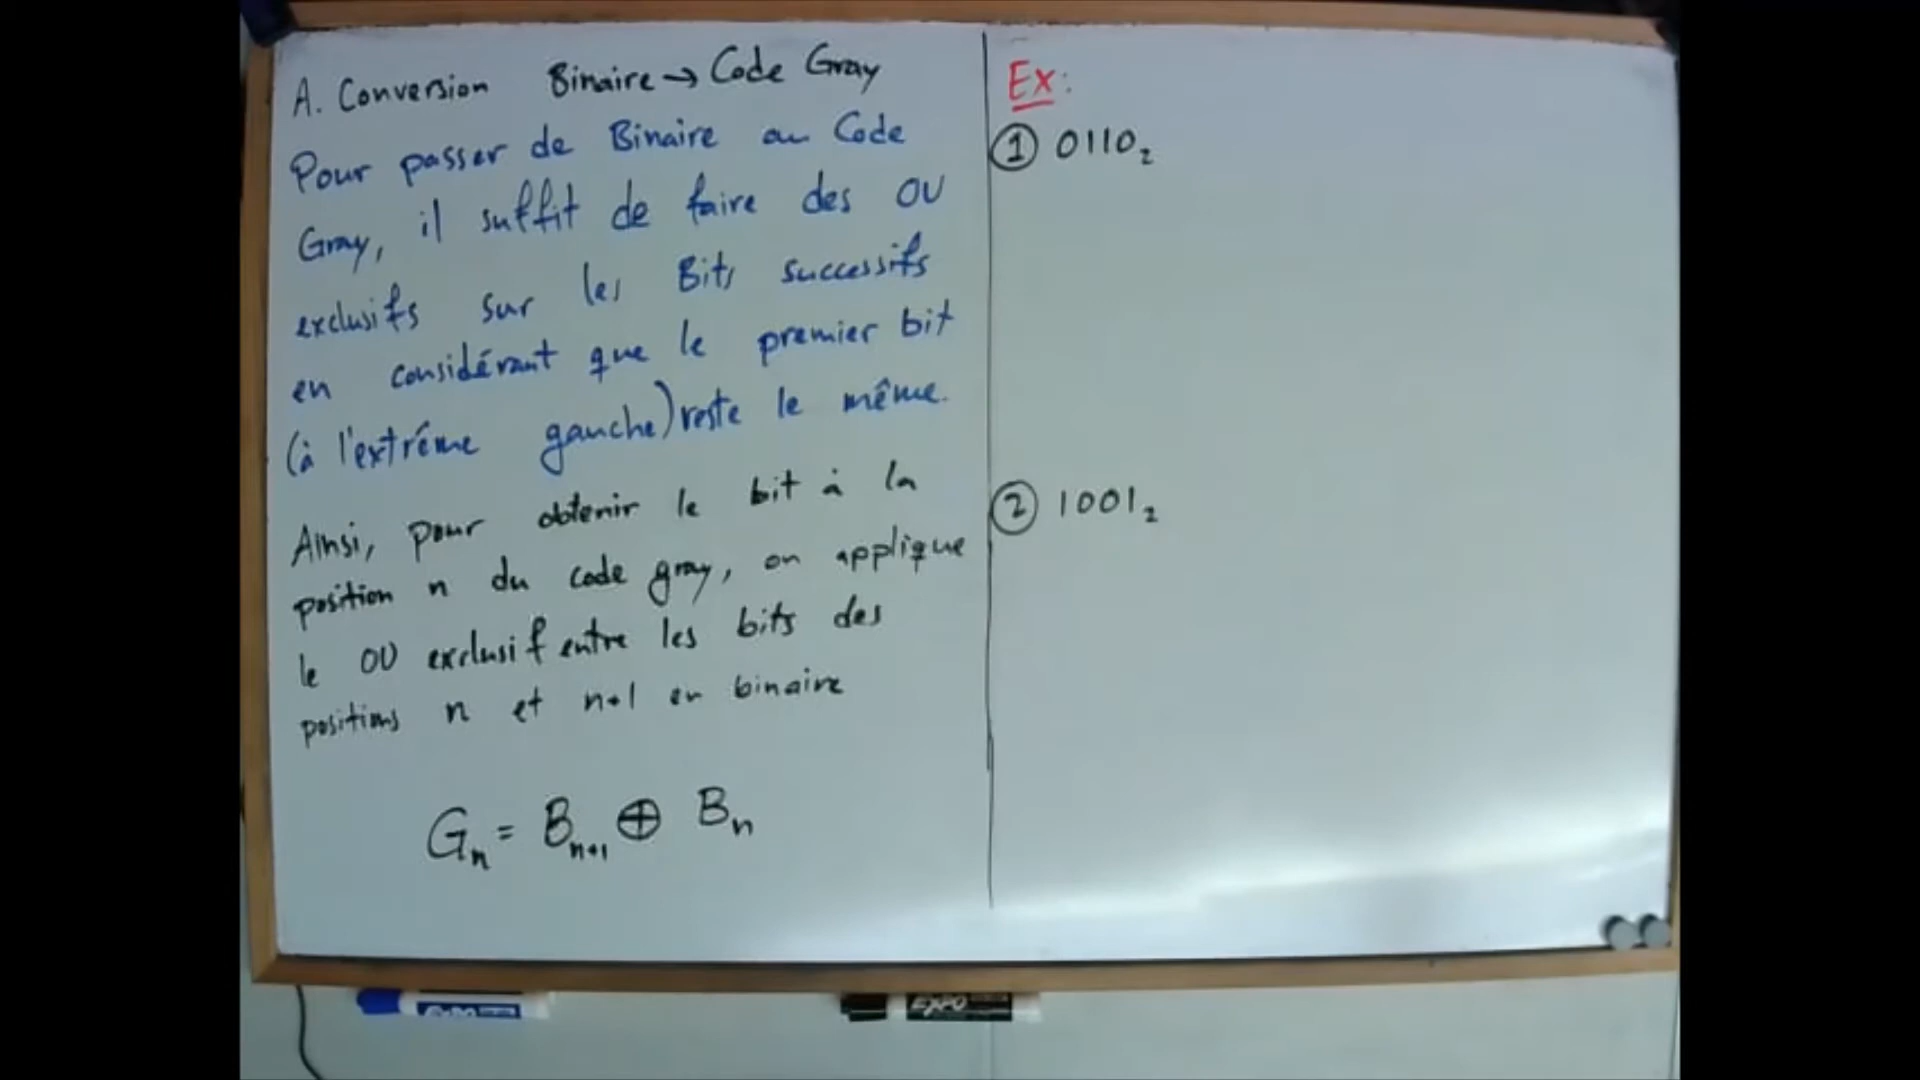 A. Conversion Binaire → Code Gray
Pour passer de Binaire au Code
Gray, il suffit de faire des OU
exclusifs sur les Bits successifs
en considérant que le premier bit
(à l'extrême gauche) reste le même.
Ainsi, pour obtenir le bit à la
position n du code gray, on applique
le OU exclusif entre les bits des
positions n et n+1 en binaire
Gₙ = Bₙ₊₁ ⊕ Bₙ
Ex:
① 0110₂
② 1001₂
EXPO
EXPO